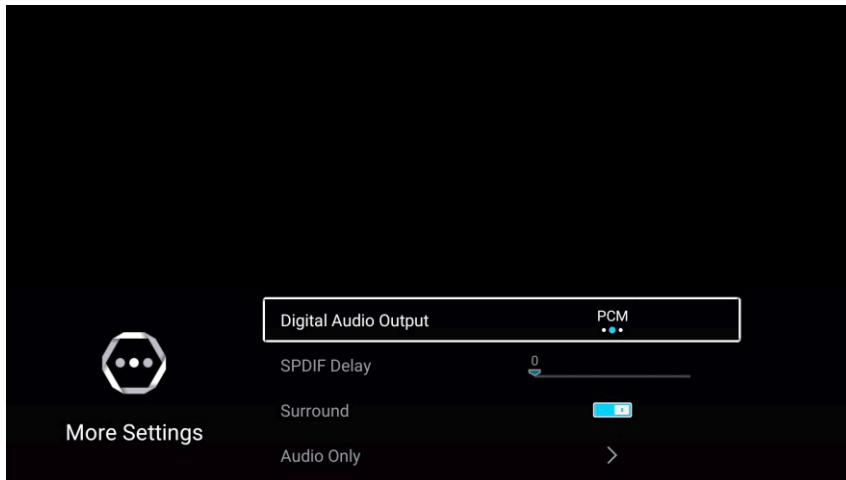 Digital Audio Output PCM
SPDIF Delay 0
Surround
More Settings
Audio Only